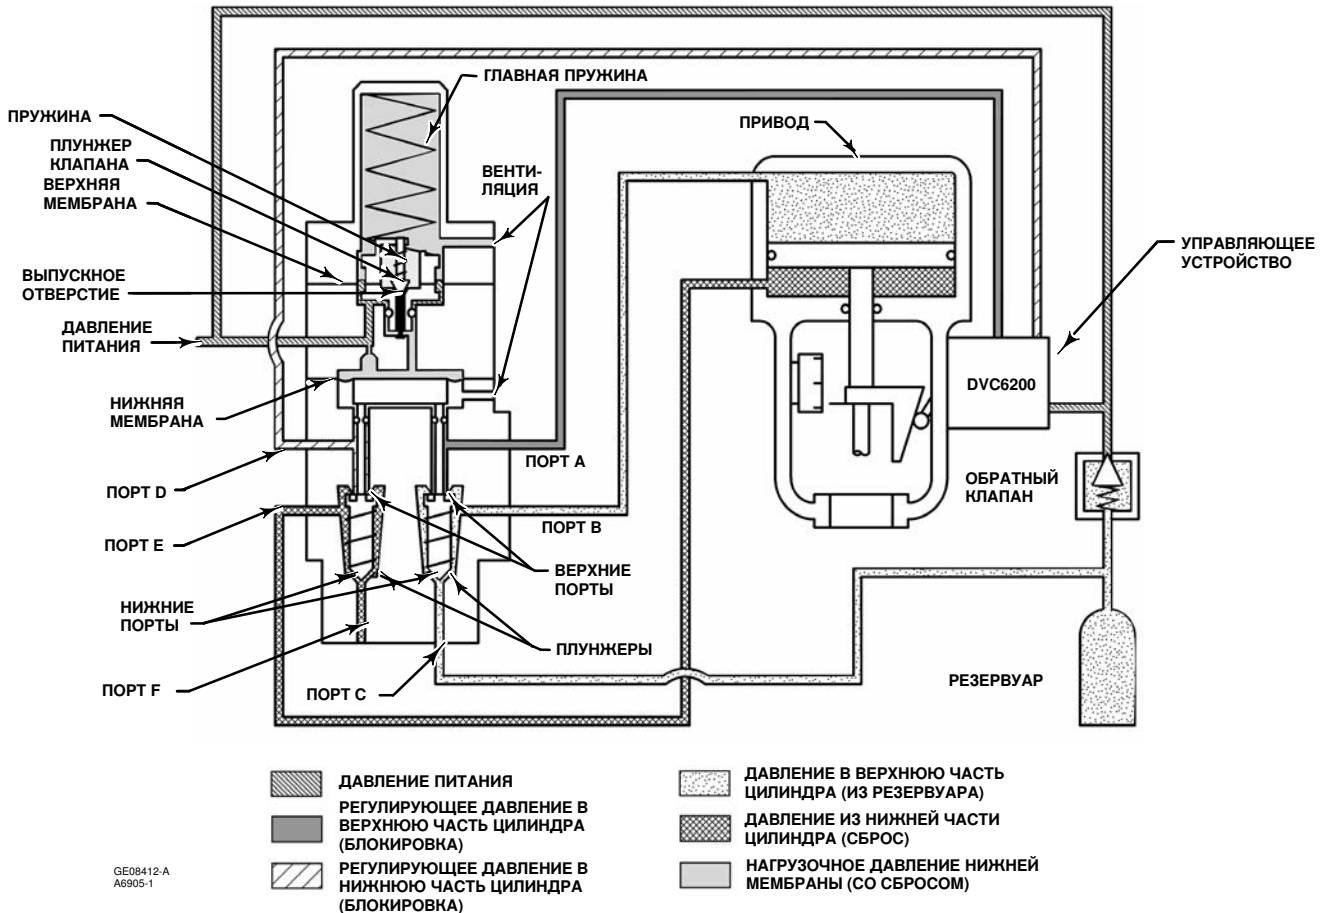 ГЛАВНАЯ ПРУЖИНА
ПРУЖИНА
ПЛУНЖЕР
КЛАПАНА
ВЕРХНЯЯ
МЕМБРАНА
ВЕНТИ-
ЛЯЦИЯ
ПРИВОД
ВЫПУСКНОЕ
ОТВЕРСТИЕ
УПРАВЛЯЮЩЕЕ
УСТРОЙСТВО
ДАВЛЕНИЕ
ПИТАНИЯ
DVC6200
НИЖНЯЯ
МЕМБРАНА
ПОРТ A
ОБРАТНЫЙ
КЛАПАН
ПОРТ D
ПОРТ B
ПОРТ E
ВЕРХНИЕ
ПОРТЫ
НИЖНИЕ
ПОРТЫ
ПЛУНЖЕРЫ
ПОРТ F
ПОРТ C
РЕЗЕРВУАР
ДАВЛЕНИЕ ПИТАНИЯ
РЕГУЛИРУЮЩЕЕ ДАВЛЕНИЕ В
ВЕРХНЮЮ ЧАСТЬ ЦИЛИНДРА
(БЛОКИРОВКА)
РЕГУЛИРУЮЩЕЕ ДАВЛЕНИЕ В
НИЖНЮЮ ЧАСТЬ ЦИЛИНДРА
(БЛОКИРОВКА)
ДАВЛЕНИЕ В ВЕРХНЮЮ ЧАСТЬ
ЦИЛИНДРА (ИЗ РЕЗЕРВУАРА)
ДАВЛЕНИЕ ИЗ НИЖНЕЙ ЧАСТИ
ЦИЛИНДРА (СБРОС)
НАГРУЗОЧНОЕ ДАВЛЕНИЕ НИЖНЕЙ
МЕМБРАНЫ (СО СБРОСОМ)
GE08412-A
A6905-1